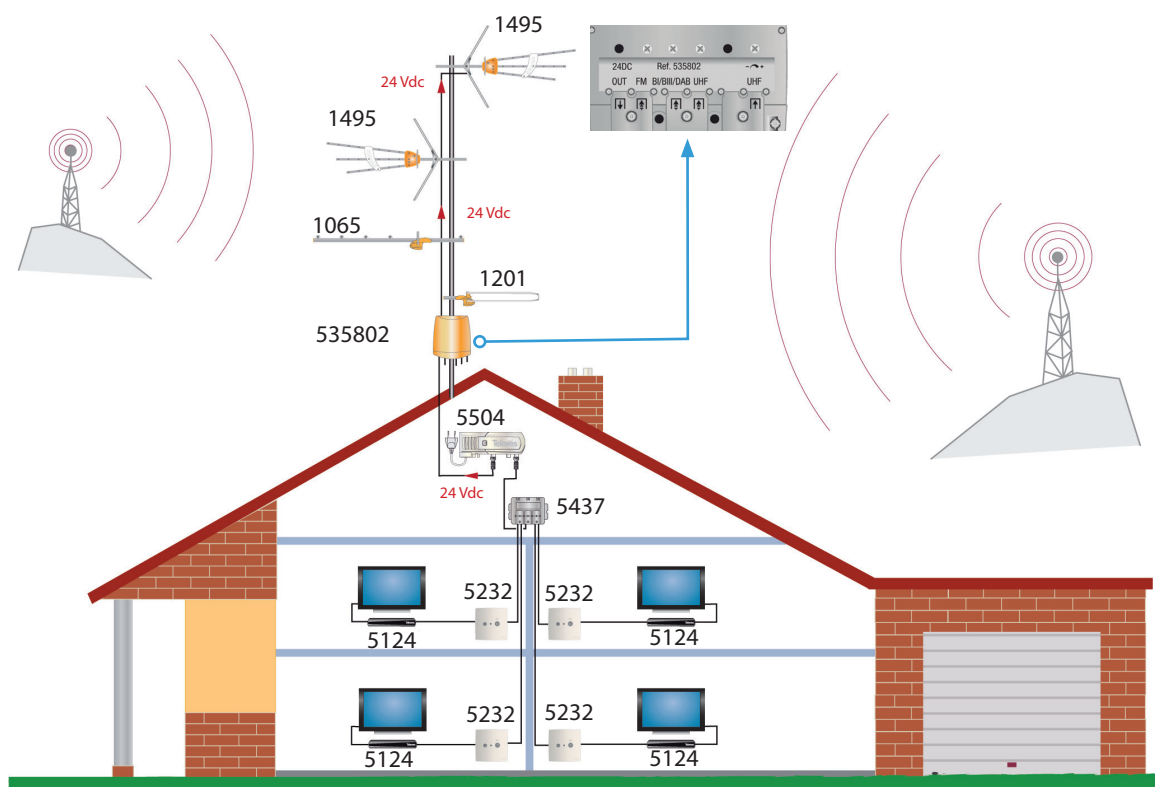 1495
24 Vdc
24DC Ref. 535802 - +
OUT FM BI/BIII/DAB UHF UHF
1495
24 Vdc
1065
1201
535802
5504
Televes
24 Vdc
5437
5232 5232
5124 5124
5232 5232
5124 5124